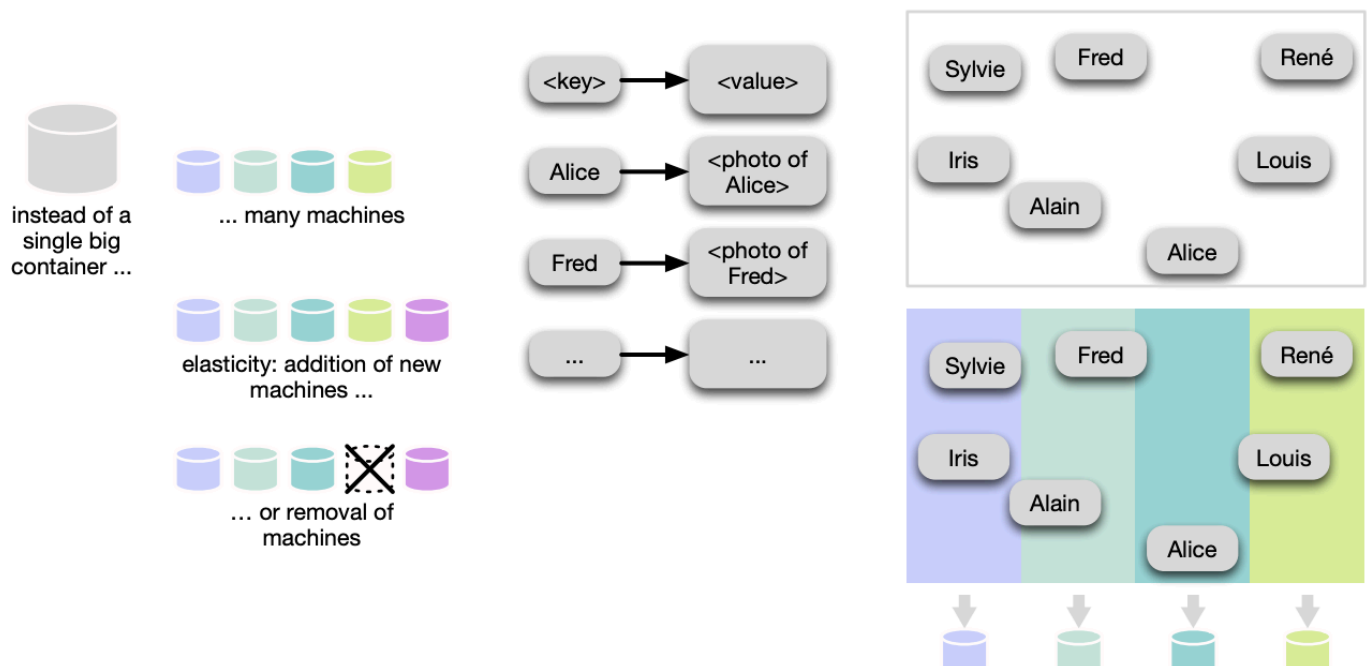 instead of a
single big
container ...
... many machines
elasticity: addition of new
machines ...
... or removal of
machines
<key>
<value>
Alice
<photo of
Alice>
Fred
<photo of
Fred>
...
...
Sylvie
Fred
René
Iris
Louis
Alain
Alice
Sylvie
Fred
René
Iris
Louis
Alain
Alice